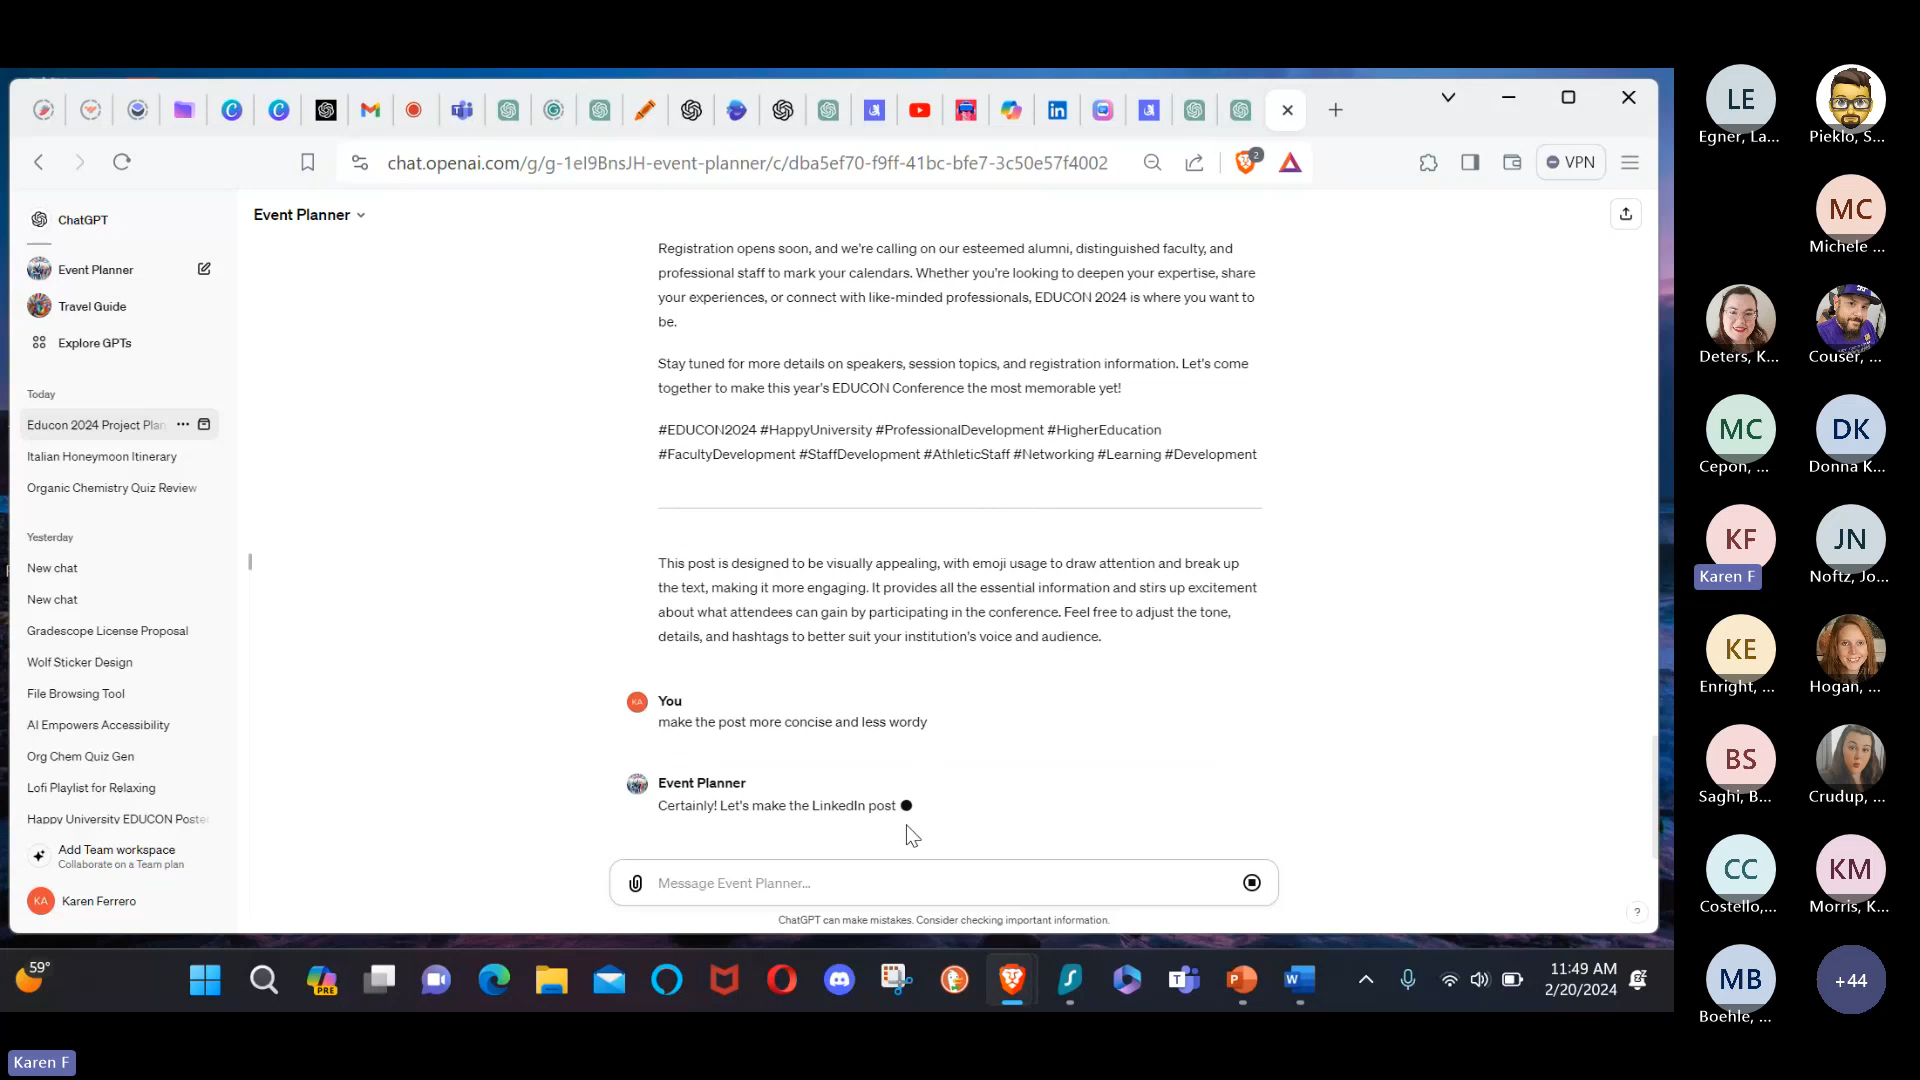 chat.openai.com/g/g-1eI9BnsJH-event-planner/c/dba5ef70-f9ff-41bc-bfe7-3c50e57f4002
2
VPN
ChatGPT
Event Planner
Travel Guide
Explore GPTs
Today
Educon 2024 Project Plan
Italian Honeymoon Itinerary
Organic Chemistry Quiz Review
Yesterday
New chat
New chat
Gradescope License Proposal
Wolf Sticker Design
File Browsing Tool
AI Empowers Accessibility
Org Chem Quiz Gen
Lofi Playlist for Relaxing
Happy University EDUCON Poste
Add Team workspace
Collaborate on a Team plan
KA
Karen Ferrero
Event Planner
Registration opens soon, and we're calling on our esteemed alumni, distinguished faculty, and
professional staff to mark your calendars. Whether you're looking to deepen your expertise, share
your experiences, or connect with like-minded professionals, EDUCON 2024 is where you want to
be.
Stay tuned for more details on speakers, session topics, and registration information. Let's come
together to make this year's EDUCON Conference the most memorable yet!
#EDUCON2024 #HappyUniversity #ProfessionalDevelopment #HigherEducation
#FacultyDevelopment #StaffDevelopment #AthleticStaff #Networking #Learning #Development
This post is designed to be visually appealing, with emoji usage to draw attention and break up
the text, making it more engaging. It provides all the essential information and stirs up excitement
about what attendees can gain by participating in the conference. Feel free to adjust the tone,
details, and hashtags to better suit your institution's voice and audience.
KA
You
make the post more concise and less wordy
Event Planner
Certainly! Let's make the LinkedIn post
Message Event Planner...
ChatGPT can make mistakes. Consider checking important information.
?
59°
PRE
11:49 AM
2/20/2024
Karen F
LE
Egner, La...
Pieklo, S...
MC
Michele ...
Deters, K...
Couser, ...
MC
Cepon, ...
DK
Donna K...
KF
Karen F
JN
Noftz, Jo...
KE
Enright, ...
Hogan, ...
BS
Saghi, B...
Crudup, ...
CC
Costello,...
KM
Morris, K...
MB
Boehle, ...
+44